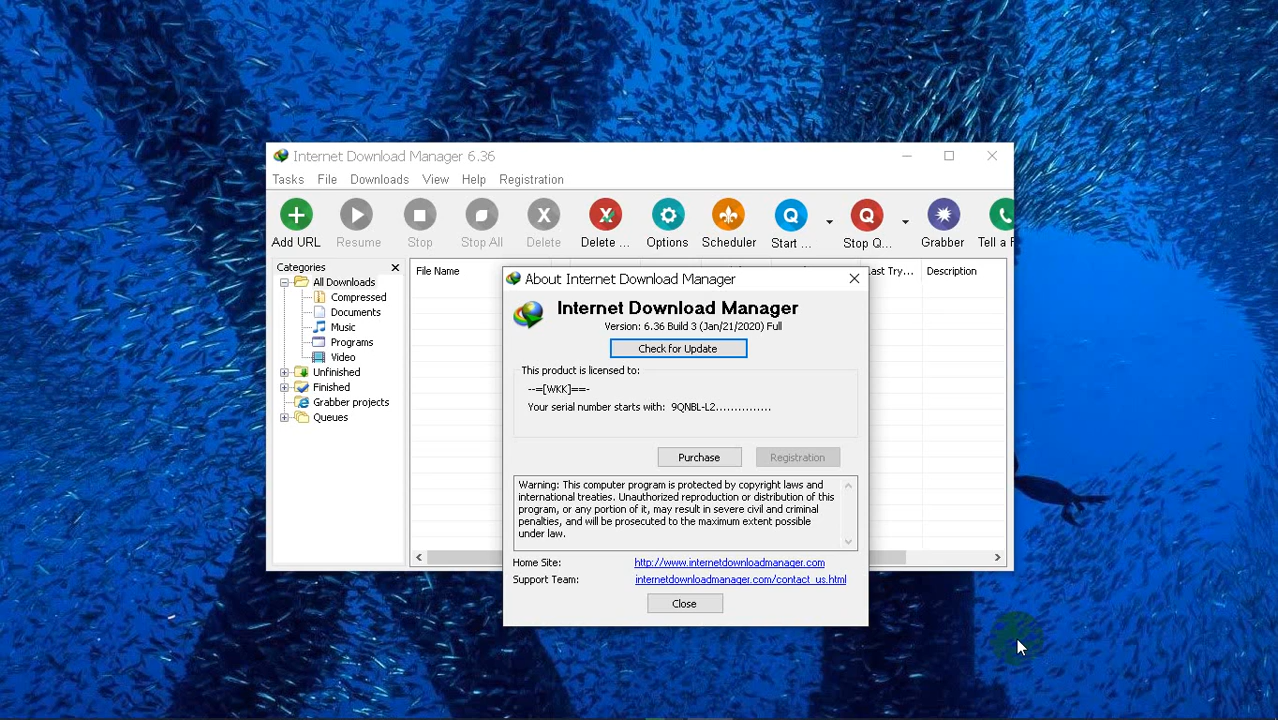 Internet Download Manager 6.36
Tasks File Downloads View Help Registration
Add URL Resume Stop Stop All Delete Delete ... Options Scheduler Start ... Stop Q... Grabber Tell a F
Categories
All Downloads
Compressed
Documents
Music
Programs
Video
Unfinished
Finished
Grabber projects
Queues
File Name Last Try... Description
About Internet Download Manager
Internet Download Manager
Version: 6.36 Build 3 (Jan/21/2020) Full
Check for Update
This product is licensed to:
--=[WKK]==-
Your serial number starts with: 9QNBL-L2...............
Purchase Registration
Warning: This computer program is protected by copyright laws and
international treaties. Unauthorized reproduction or distribution of this
program, or any portion of it, may result in severe civil and criminal
penalties, and will be prosecuted to the maximum extent possible
under law.
Home Site: http://www.internetdownloadmanager.com
Support Team: internetdownloadmanager.com/contact_us.html
Close